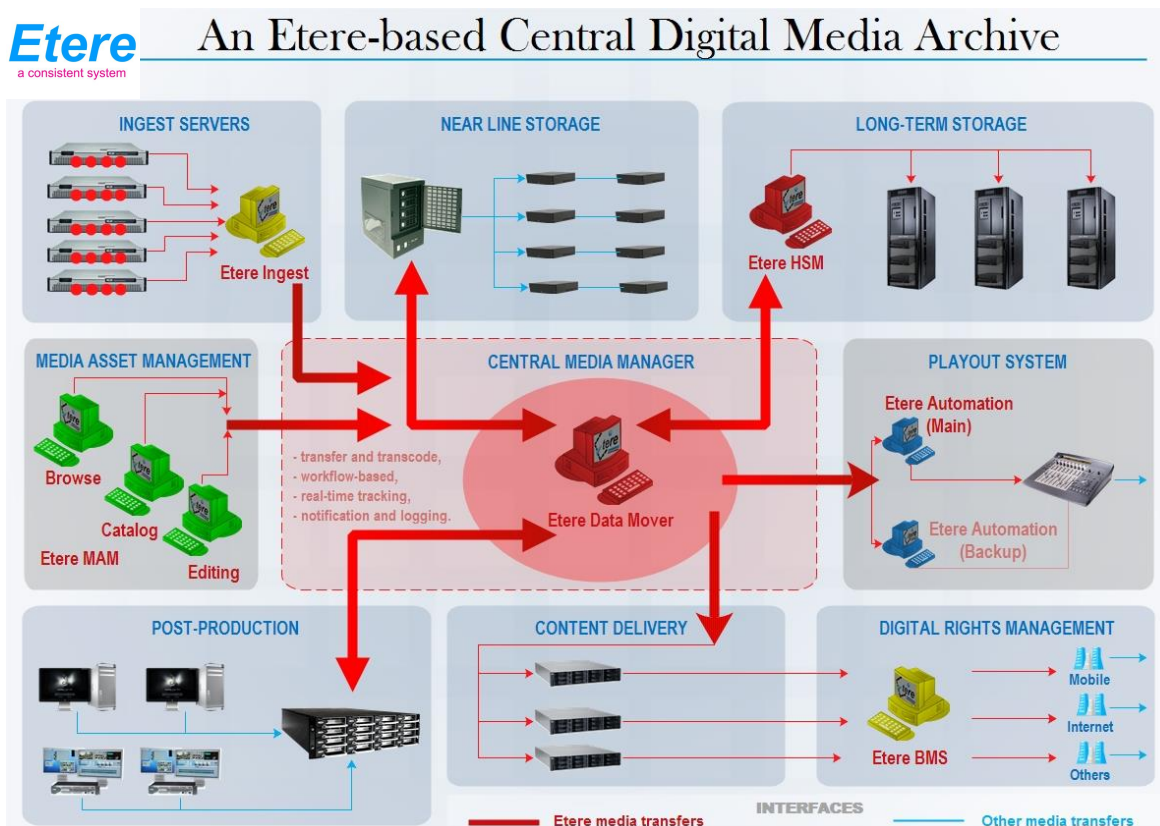 Etere
a consistent system
An Etere-based Central Digital Media Archive
INGEST SERVERS
Etere Ingest
NEAR LINE STORAGE
LONG-TERM STORAGE
Etere HSM
MEDIA ASSET MANAGEMENT
Browse
Catalog
Etere MAM
Editing
CENTRAL MEDIA MANAGER
- transfer and transcode,
- workflow-based,
- real-time tracking,
- notification and logging.
Etere Data Mover
PLAYOUT SYSTEM
Etere Automation
(Main)
Etere Automation
(Backup)
POST-PRODUCTION
CONTENT DELIVERY
DIGITAL RIGHTS MANAGEMENT
Etere BMS
Mobile
Internet
Others
INTERFACES
Etere media transfers
Other media transfers